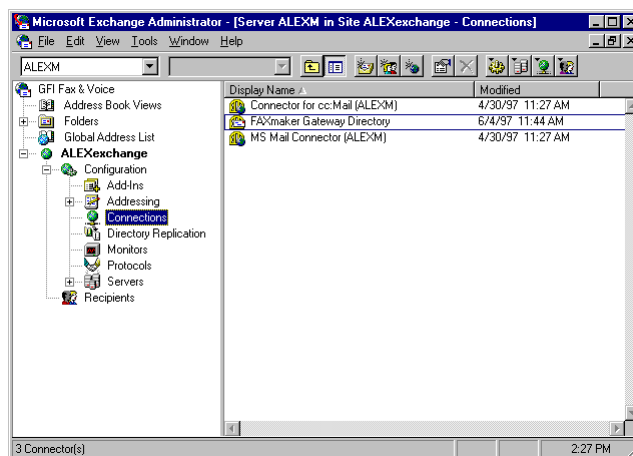 Microsoft Exchange Administrator - [Server ALEXM in Site ALEXexchange - Connections]
File Edit View Tools Window Help
ALEXM
GFI Fax & Voice
Address Book Views
Folders
Global Address List
ALEXexchange
Configuration
Add-Ins
Addressing
Connections
Directory Replication
Monitors
Protocols
Servers
Recipients
Display Name Modified
Connector for cc:Mail (ALEXM) 4/30/97 11:27 AM
FAXmaker Gateway Directory 6/4/97 11:44 AM
MS Mail Connector (ALEXM) 4/30/97 11:27 AM
3 Connector(s) 2:27 PM